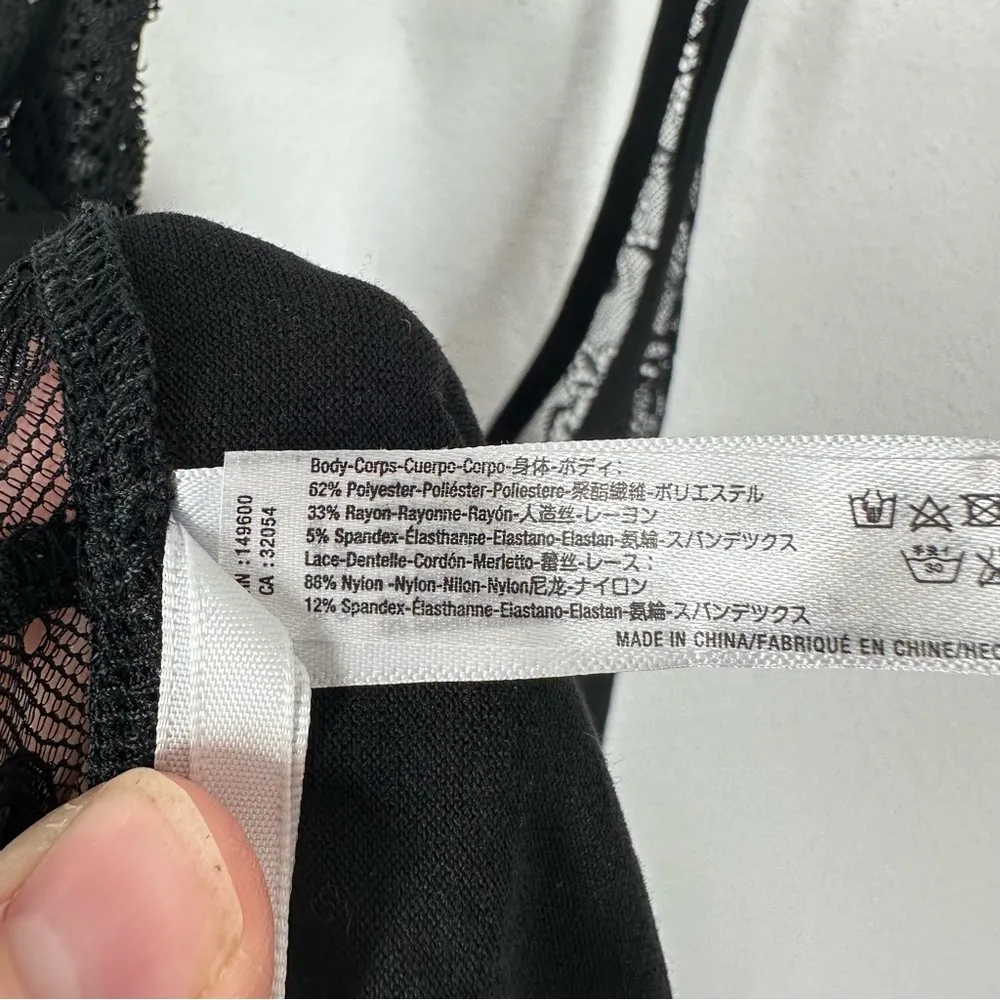 Body-Corps-Cuerpo-Corpo-身体-ボディ:
62% Polyester-Poliéster-Poliestere-聚酯纖維-ポリエステル
33% Rayon-Rayonne-Rayón-人造丝-レーヨン
5% Spandex-Élasthanne-Elastano-Elastan-氨綸-スパンデックス
Lace-Dentelle-Cordón-Merletto-蕾丝-レース:
88% Nylon -Nylon-Nilon-Nylon尼龙-ナイロン
12% Spandex-Élasthanne-Elastano-Elastan-氨綸-スパンデックス
MADE IN CHINA/FABRIQUÉ EN CHINE/HEC
:149600
CA :32054